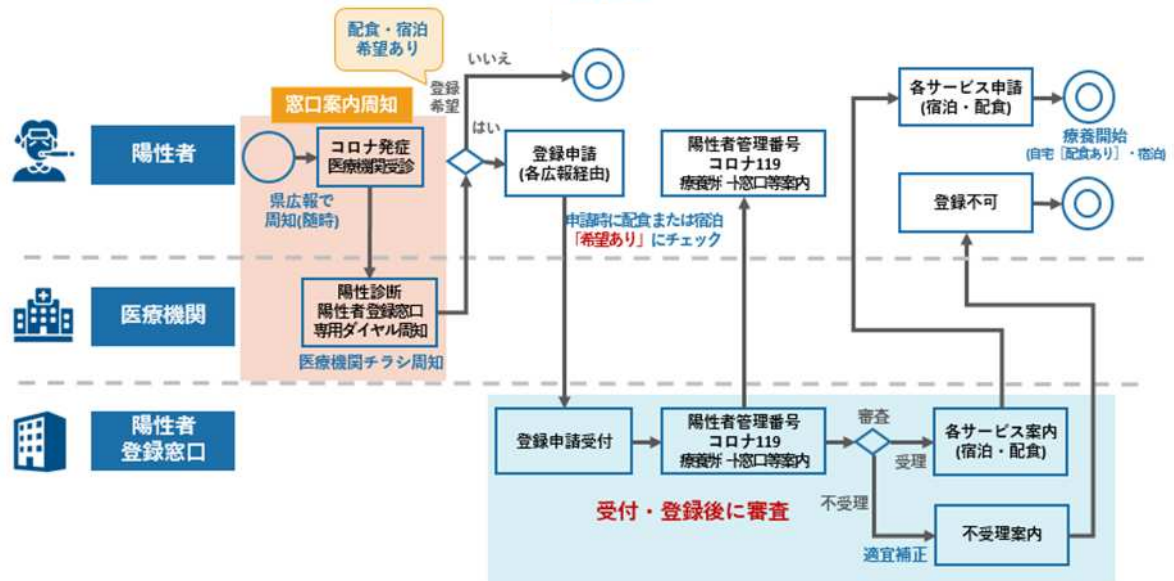 配食・宿泊
希望あり
いいえ
登録
希望
はい
窓口案内周知
陽性者
コロナ発症
医療機関受診
県広報で
周知(随時)
登録申請
(各広報経由)
申請時に配食または宿泊
「希望あり」にチェック
陽性者管理番号
コロナ119
療養サポート窓口等案内
各サービス申請
(宿泊・配食)
療養開始
(自宅［配食あり］・宿泊)
登録不可
医療機関
陽性診断
陽性者登録窓口
専用ダイヤル周知
医療機関チラシ周知
陽性者
登録窓口
登録申請受付
陽性者管理番号
コロナ119
療養サポート窓口等案内
審査
受理
不受理
各サービス案内
(宿泊・配食)
受付・登録後に審査
適宜補正
不受理案内